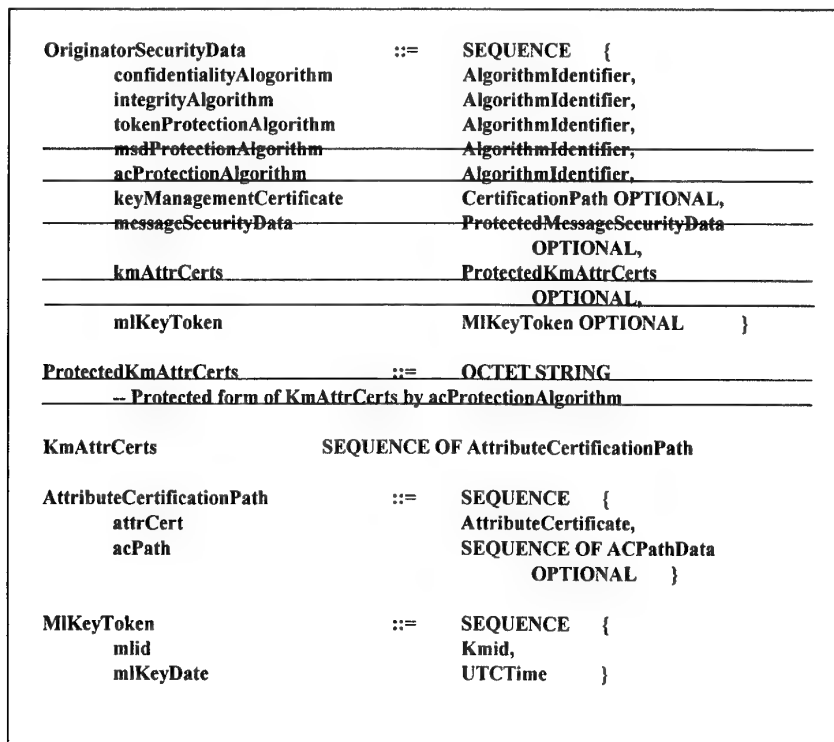 OriginatorSecurityData ::= SEQUENCE {
confidentialityAlogorithm AlgorithmIdentifier,
integrityAlgorithm AlgorithmIdentifier,
tokenProtectionAlgorithm AlgorithmIdentifier,
msdProtectionAlgorithm AlgorithmIdentifier,
acProtectionAlgorithm AlgorithmIdentifier,
keyManagementCertificate CertificationPath OPTIONAL,
messageSecurityData ProtectedMessageSecurityData
OPTIONAL,
kmAttrCerts ProtectedKmAttrCerts
OPTIONAL,
mlKeyToken MlKeyToken OPTIONAL }
ProtectedKmAttrCerts ::= OCTET STRING
-- Protected form of KmAttrCerts by acProtectionAlgorithm
KmAttrCerts SEQUENCE OF AttributeCertificationPath
AttributeCertificationPath ::= SEQUENCE {
attrCert AttributeCertificate,
acPath SEQUENCE OF ACPathData
OPTIONAL }
MlKeyToken ::= SEQUENCE {
mlid Kmid,
mlKeyDate UTCTime }